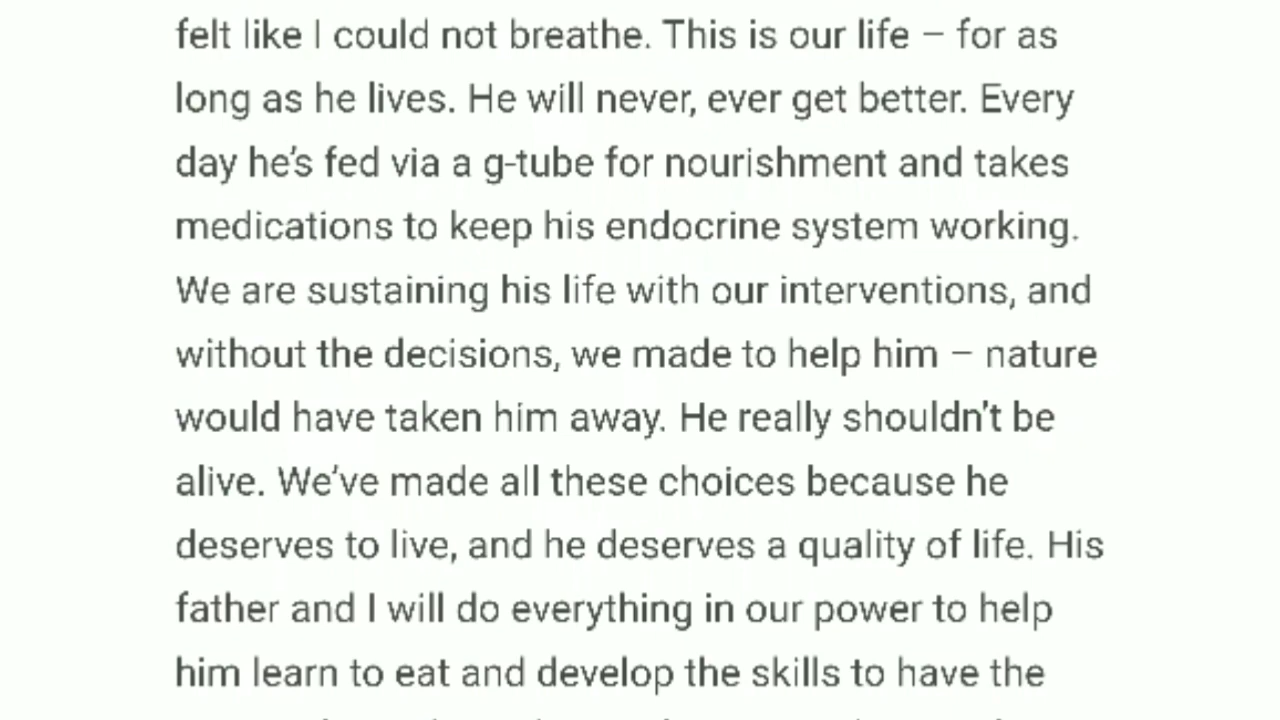 felt like I could not breathe. This is our life – for as
long as he lives. He will never, ever get better. Every
day he’s fed via a g-tube for nourishment and takes
medications to keep his endocrine system working.
We are sustaining his life with our interventions, and
without the decisions, we made to help him – nature
would have taken him away. He really shouldn’t be
alive. We’ve made all these choices because he
deserves to live, and he deserves a quality of life. His
father and I will do everything in our power to help
him learn to eat and develop the skills to have the